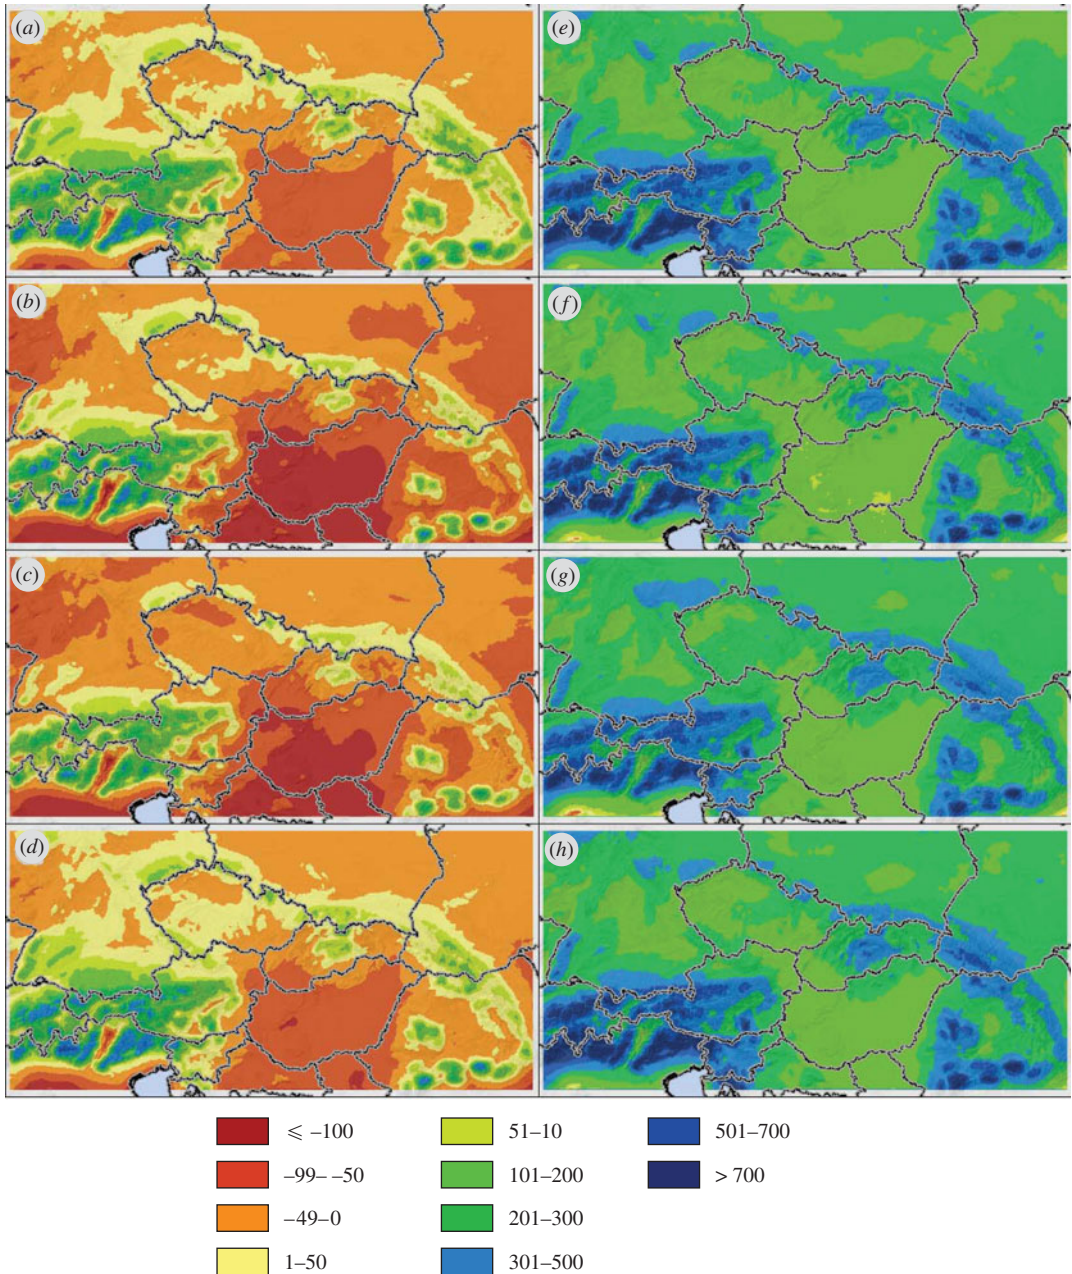 (a)
(e)
(b)
(f)
(c)
(g)
(d)
(h)
⩽ –100
51–10
501–700
–99– –50
101–200
> 700
–49–0
201–300
1–50
301–500